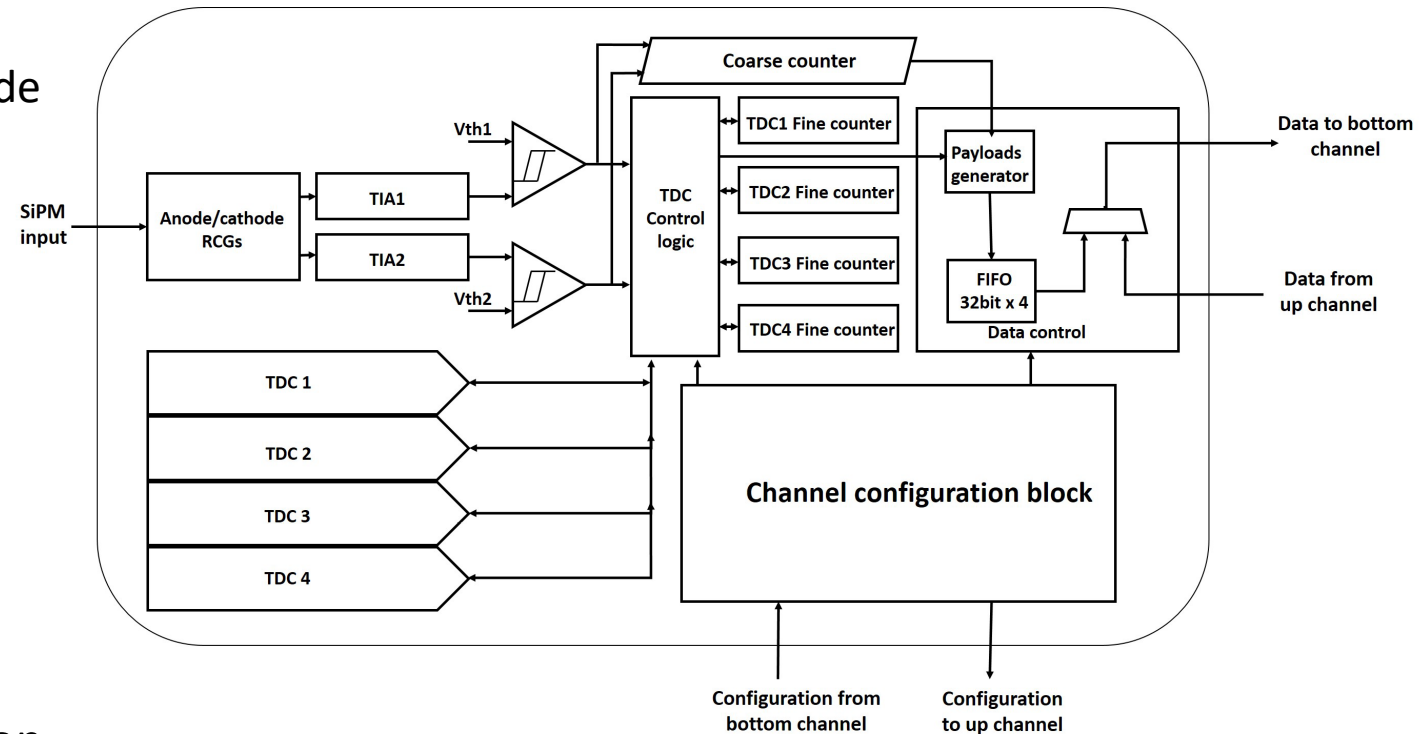 de
Coarse counter
Vth1
TDC1 Fine counter
Data to bottom
channel
Payloads
generator
TIA1
TDC
Control
logic
TDC2 Fine counter
SiPM
input
Anode/cathode
RCGs
TIA2
TDC3 Fine counter
FIFO
32bit x 4
Data from
up channel
Vth2
TDC4 Fine counter
Data control
TDC 1
TDC 2
TDC 3
TDC 4
Channel configuration block
Configuration from
bottom channel
Configuration
to up channel